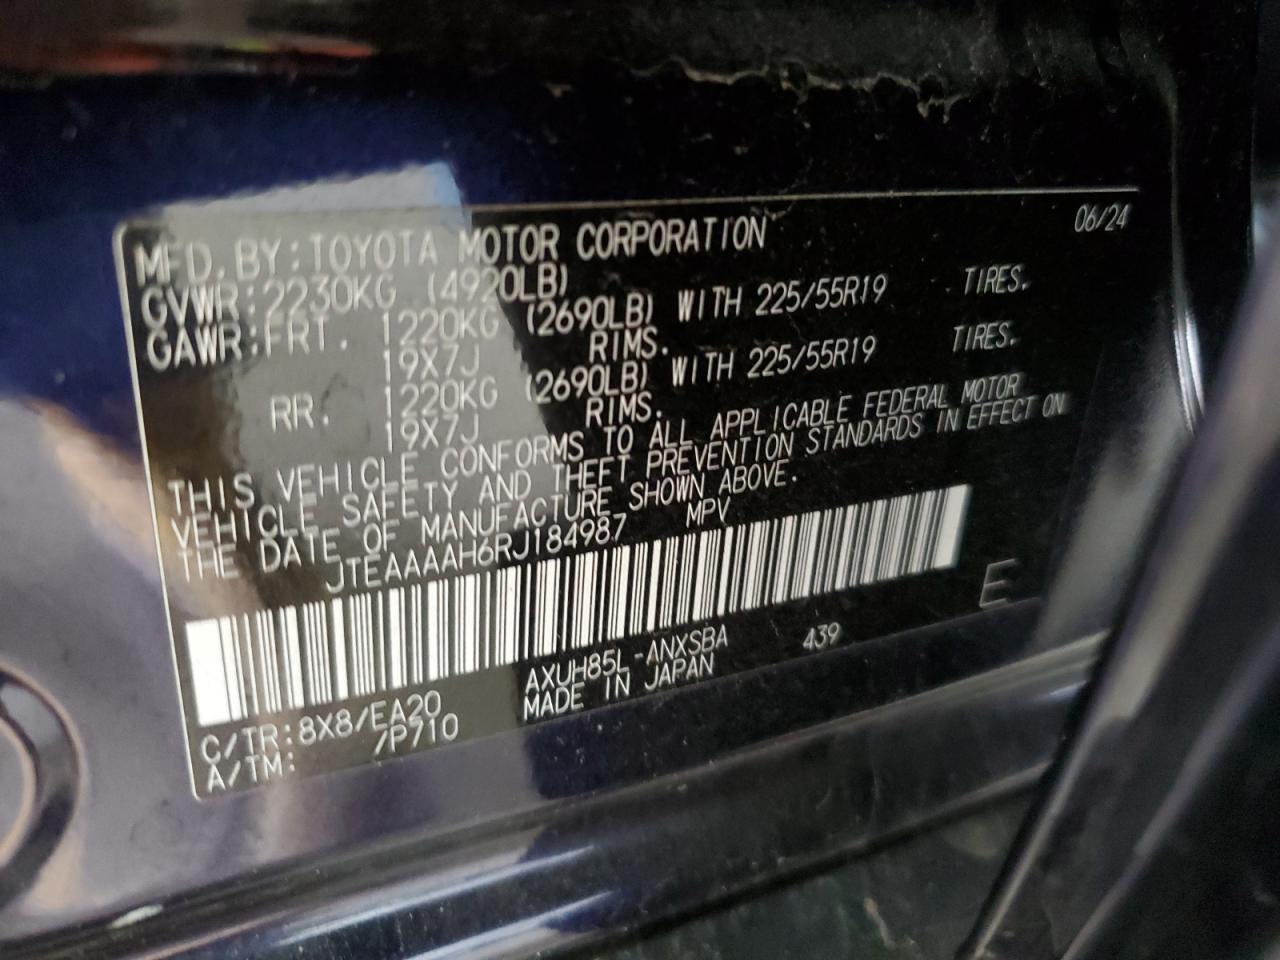 06/24
MFD. BY: TOYOTA MOTOR CORPORATION
GVWR: 2230KG (4920LB)
GAWR: FRT. 1220KG (2690LB) WITH 225/55R19 TIRES.
19X7J RIMS.
RR. 1220KG (2690LB) WITH 225/55R19 TIRES.
19X7J RIMS.
THIS VEHICLE CONFORMS TO ALL APPLICABLE FEDERAL MOTOR
VEHICLE SAFETY AND THEFT PREVENTION STANDARDS IN EFFECT ON
THE DATE OF MANUFACTURE SHOWN ABOVE.
JTEAAAAH6RJ184987 MPV
E
AXUH85L-ANXSBA 439
MADE IN JAPAN
C/TR: 8X8/EA20
A/TM: /P710